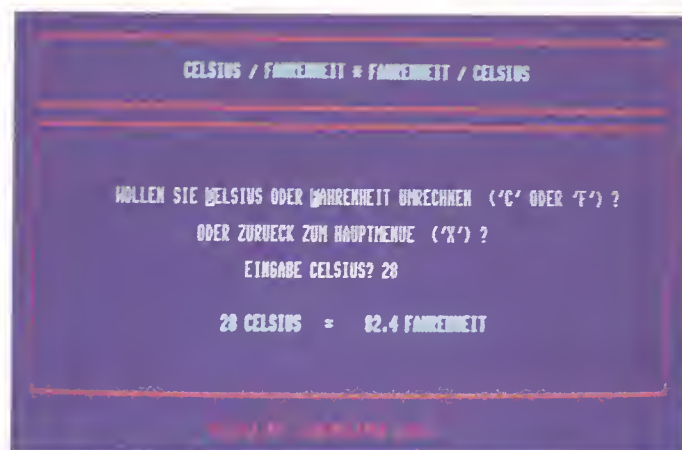 CELSIUS / FAHRENHEIT = FAHRENHEIT / CELSIUS
WOLLEN SIE CELSIUS ODER FAHRENHEIT UMRECHNEN ('C' ODER 'F') ?
ODER ZURUECK ZUM HAUPTMENUE ('X') ?
EINGABE CELSIUS? 28
28 CELSIUS = 82.4 FAHRENHEIT